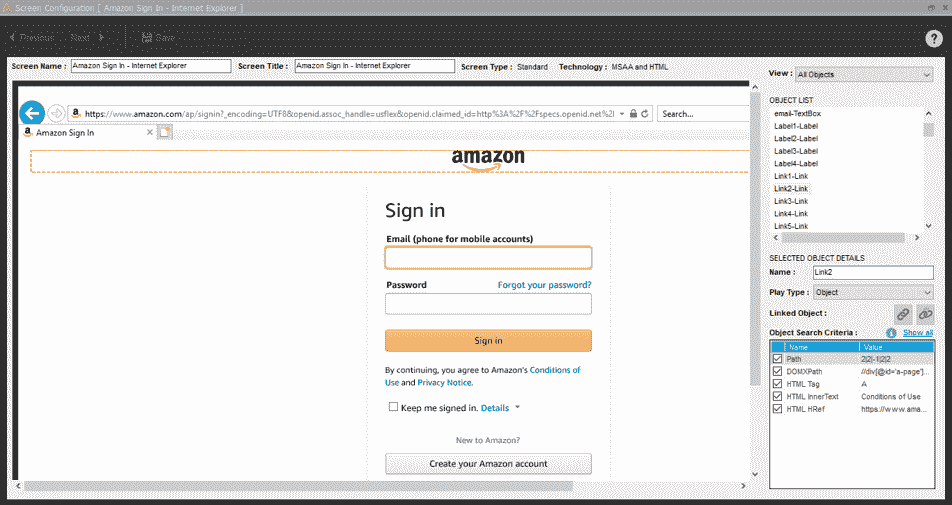 Screen Configuration [ Amazon Sign In - Internet Explorer ]
Previous Next Save
Screen Name : Amazon Sign In - Internet Explorer Screen Title : Amazon Sign In - Internet Explorer Screen Type : Standard Technology : MSAA and HTML
https://www.amazon.com/ap/signin?_encoding=UTF8&openid.assoc_handle=usflex&openid.claimed_id=http%3A%2F%2Fspecs.openid.net%2 Search...
Amazon Sign In
amazon
Sign in
Email (phone for mobile accounts)
Password Forgot your password?
Sign in
By continuing, you agree to Amazon's Conditions of
Use and Privacy Notice.
Keep me signed in. Details
New to Amazon?
Create your Amazon account
View : All Objects
OBJECT LIST
email-TextBox
Label1-Label
Label2-Label
Label3-Label
Label4-Label
Link1-Link
Link2-Link
Link3-Link
Link4-Link
Link5-Link
SELECTED OBJECT DETAILS
Name : Link2
Play Type : Object
Linked Object :
Object Search Criteria : Show all
Name Value
Path 2|2|-1|2|2
DOMXPath //div[@id='a-page']...
HTML Tag A
HTML InnerText Conditions of Use
HTML HRef https://www.ama...